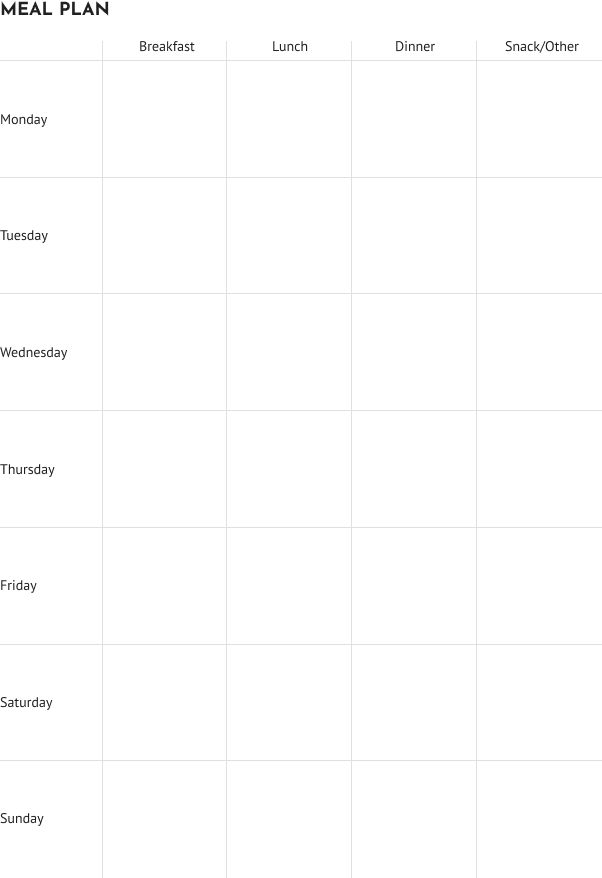 MEAL PLAN
Breakfast Lunch Dinner Snack/Other
Monday
Tuesday
Wednesday
Thursday
Friday
Saturday
Sunday